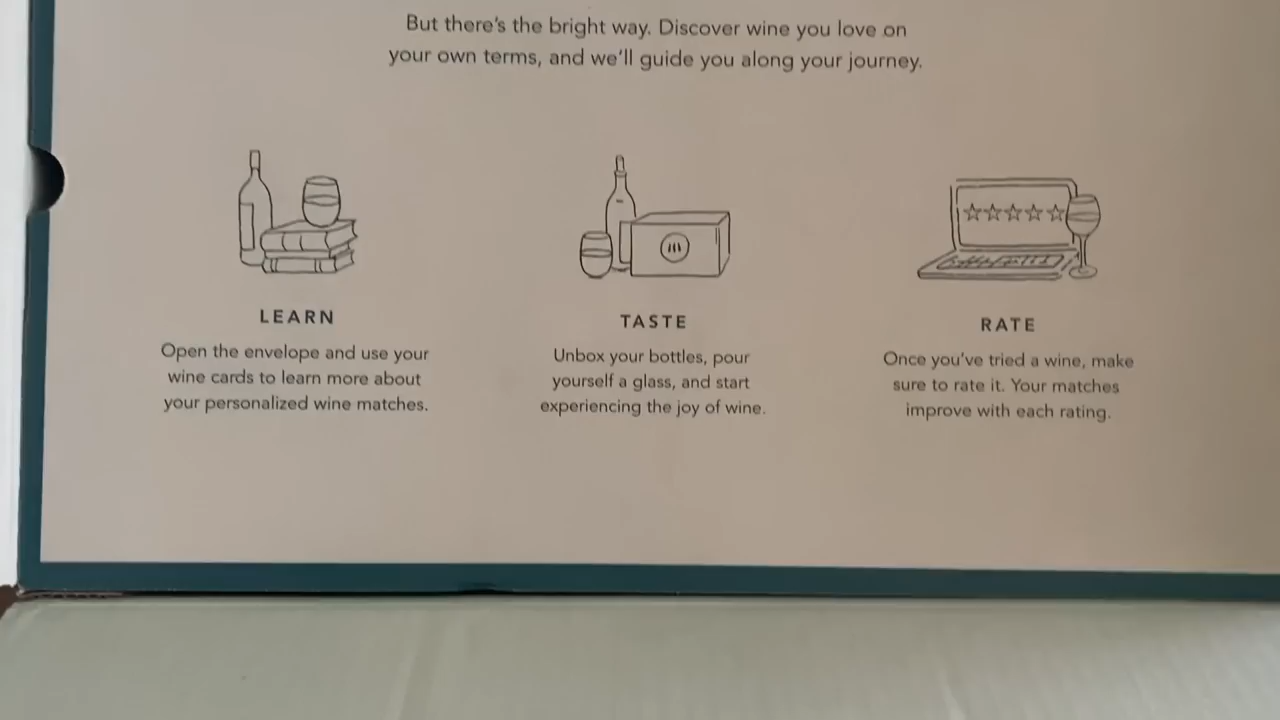 But there's the bright way. Discover wine you love on
your own terms, and we'll guide you along your journey.
LEARN
Open the envelope and use your
wine cards to learn more about
your personalized wine matches.
TASTE
Unbox your bottles, pour
yourself a glass, and start
experiencing the joy of wine.
RATE
Once you've tried a wine, make
sure to rate it. Your matches
improve with each rating.